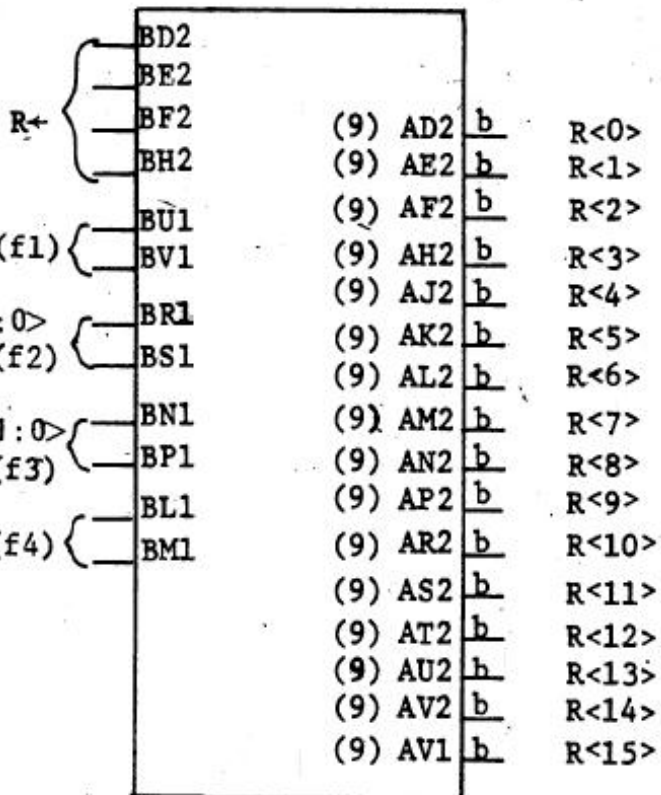 BD2
BE2
R← BF2 (9) AD2 b R<0>
BH2 (9) AE2 b R<1>
(9) AF2 b R<2>
BU1
(f1) BV1 (9) AH2 b R<3>
(9) AJ2 b R<4>
:0> BR1 (9) AK2 b R<5>
(f2) BS1 (9) AL2 b R<6>
:0> BN1 (9) AM2 b R<7>
(f3) BP1 (9) AN2 b R<8>
BL1 (9) AP2 b R<9>
(f4) BM1 (9) AR2 b R<10>
(9) AS2 b R<11>
(9) AT2 b R<12>
(9) AU2 b R<13>
(9) AV2 b R<14>
(9) AV1 b R<15>